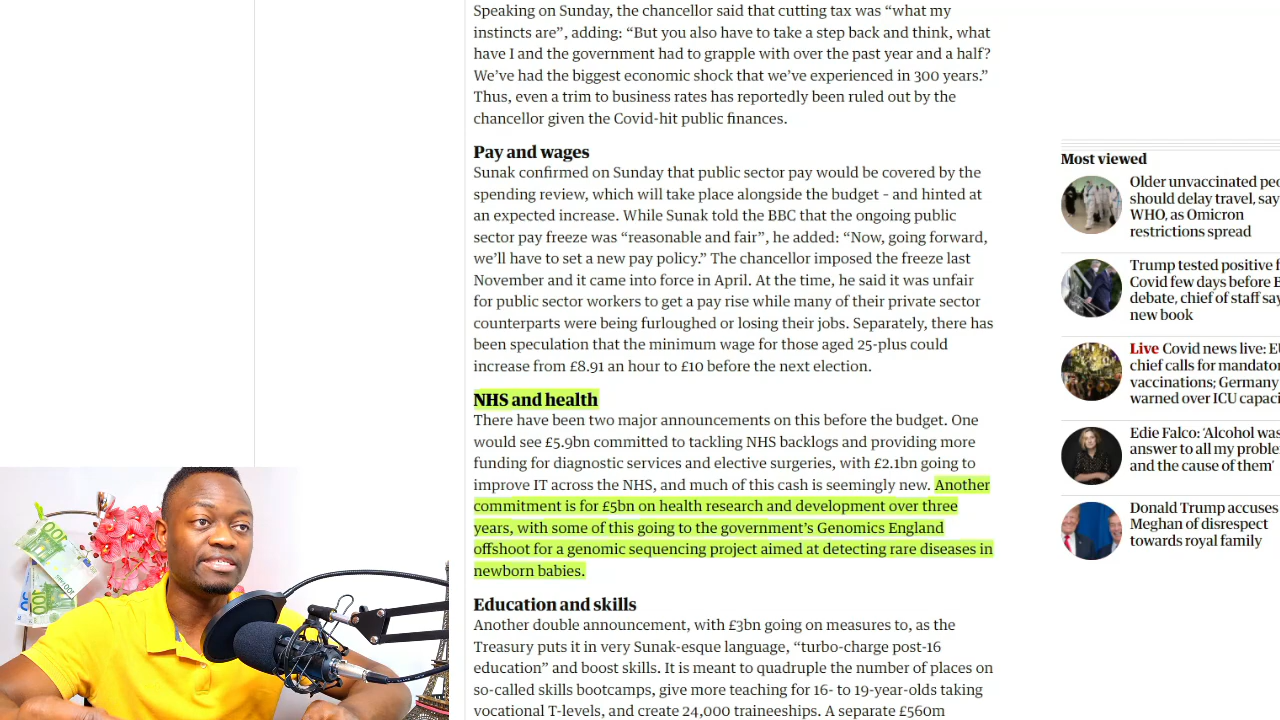 Speaking on Sunday, the chancellor said that cutting tax was “what my
instincts are”, adding: “But you also have to take a step back and think, what
have I and the government had to grapple with over the past year and a half?
We’ve had the biggest economic shock that we’ve experienced in 300 years.”
Thus, even a trim to business rates has reportedly been ruled out by the
chancellor given the Covid-hit public finances.
Pay and wages
Sunak confirmed on Sunday that public sector pay would be covered by the
spending review, which will take place alongside the budget – and hinted at
an expected increase. While Sunak told the BBC that the ongoing public
sector pay freeze was “reasonable and fair”, he added: “Now, going forward,
we’ll have to set a new pay policy.” The chancellor imposed the freeze last
November and it came into force in April. At the time, he said it was unfair
for public sector workers to get a pay rise while many of their private sector
counterparts were being furloughed or losing their jobs. Separately, there has
been speculation that the minimum wage for those aged 25-plus could
increase from £8.91 an hour to £10 before the next election.
NHS and health
There have been two major announcements on this before the budget. One
would see £5.9bn committed to tackling NHS backlogs and providing more
funding for diagnostic services and elective surgeries, with £2.1bn going to
improve IT across the NHS, and much of this cash is seemingly new. Another
commitment is for £5bn on health research and development over three
years, with some of this going to the government’s Genomics England
offshoot for a genomic sequencing project aimed at detecting rare diseases in
newborn babies.
Education and skills
Another double announcement, with £3bn going on measures to, as the
Treasury puts it in very Sunak-esque language, “turbo-charge post-16
education” and boost skills. It is meant to quadruple the number of places on
so-called skills bootcamps, give more teaching for 16- to 19-year-olds taking
vocational T-levels, and create 24,000 traineeships. A separate £560m
Most viewed
Older unvaccinated
should delay travel,
WHO, as Omicron
restrictions spread
Trump tested positive
Covid few days before
debate, chief of staff
new book
Live Covid news live:
chief calls for
vaccinations; Germany
warned over ICU
Edie Falco: ‘Alcohol was
answer to all my
and the cause of them’
Donald Trump accuses
Meghan of disrespect
towards royal family
100
100